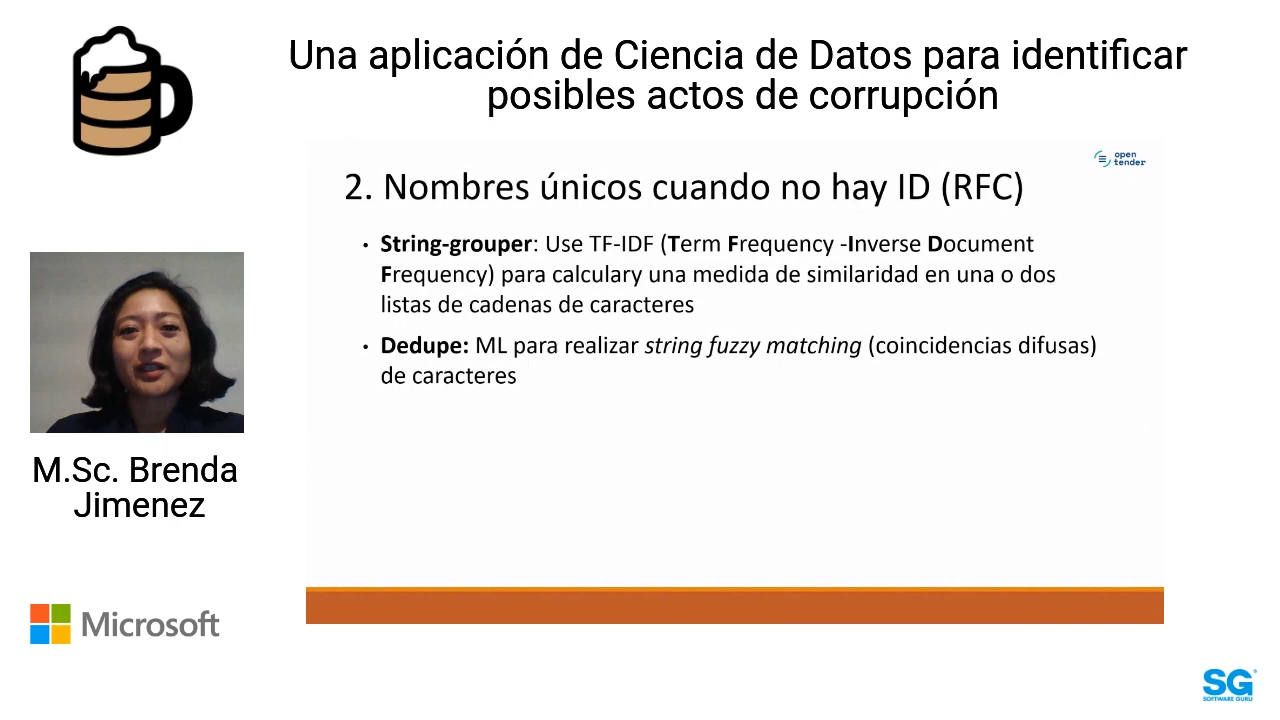 Una aplicación de Ciencia de Datos para identificar
posibles actos de corrupción
open
tender
2. Nombres únicos cuando no hay ID (RFC)
• String-grouper: Use TF-IDF (Term Frequency -Inverse Document
Frequency) para calculary una medida de similaridad en una o dos
listas de cadenas de caracteres
• Dedupe: ML para realizar string fuzzy matching (coincidencias difusas)
de caracteres
M.Sc. Brenda
Jimenez
Microsoft
SG
SOFTWARE GURU